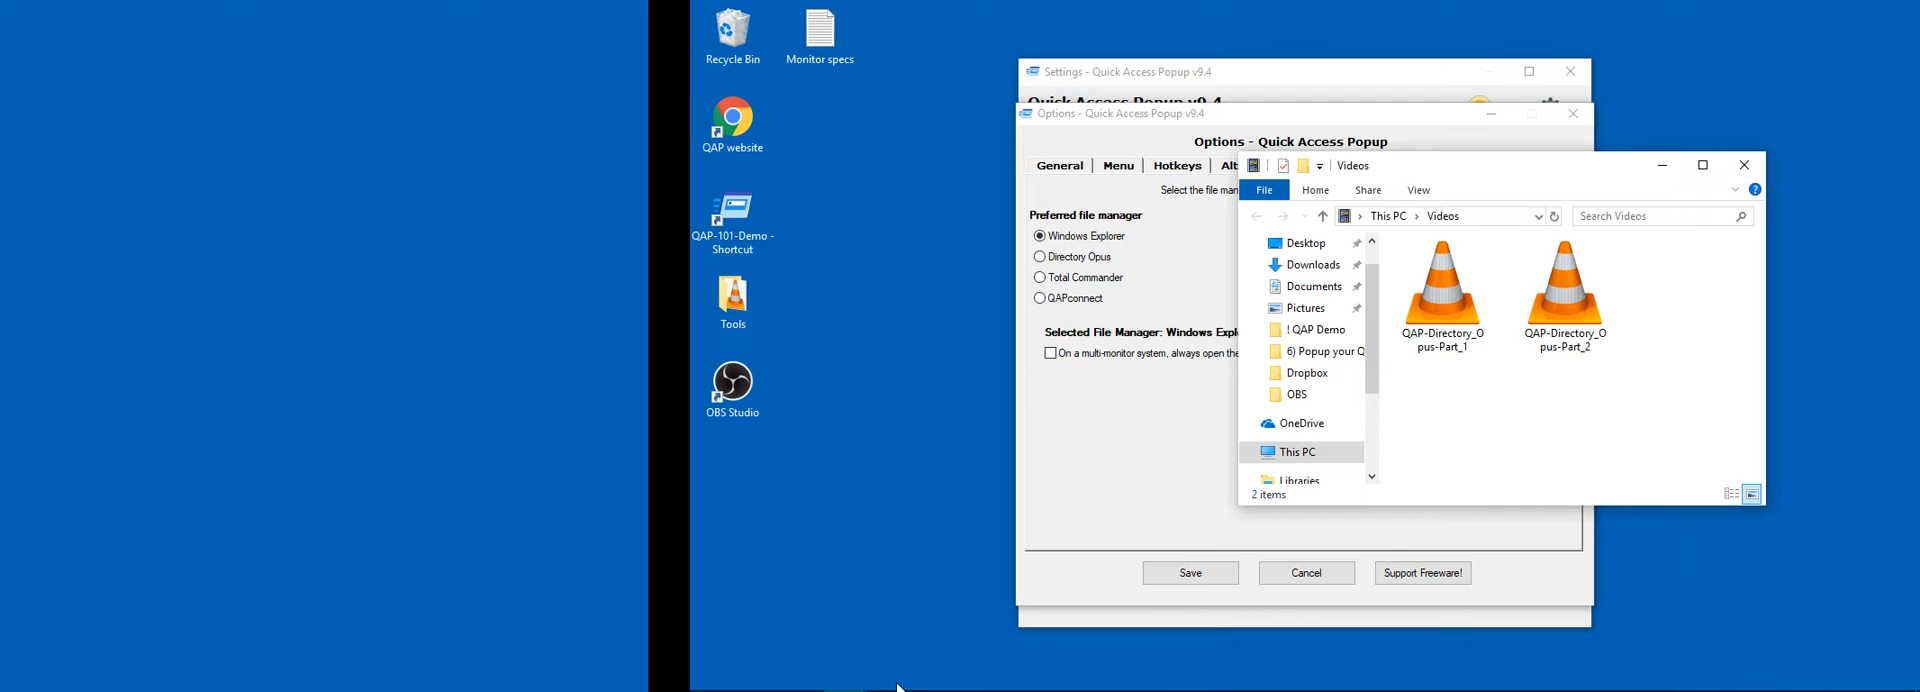 Recycle Bin
Monitor specs
QAP website
QAP-101-Demo -
Shortcut
Tools
OBS Studio
Settings - Quick Access Popup v9.4
Quick Access Popup v9.4
Options - Quick Access Popup v9.4
Options - Quick Access Popup
General
Menu
Hotkeys
Alt
Select the file man
Preferred file manager
Windows Explorer
Directory Opus
Total Commander
QAPconnect
Selected File Manager: Windows Expl
On a multi-monitor system, always open the
Save
Cancel
Support Freeware!
Videos
File
Home
Share
View
This PC
Videos
Search Videos
Desktop
Downloads
Documents
Pictures
! QAP Demo
6) Popup your Q
Dropbox
OBS
OneDrive
This PC
Libraries
QAP-Directory_O
pus-Part_1
QAP-Directory_O
pus-Part_2
2 items